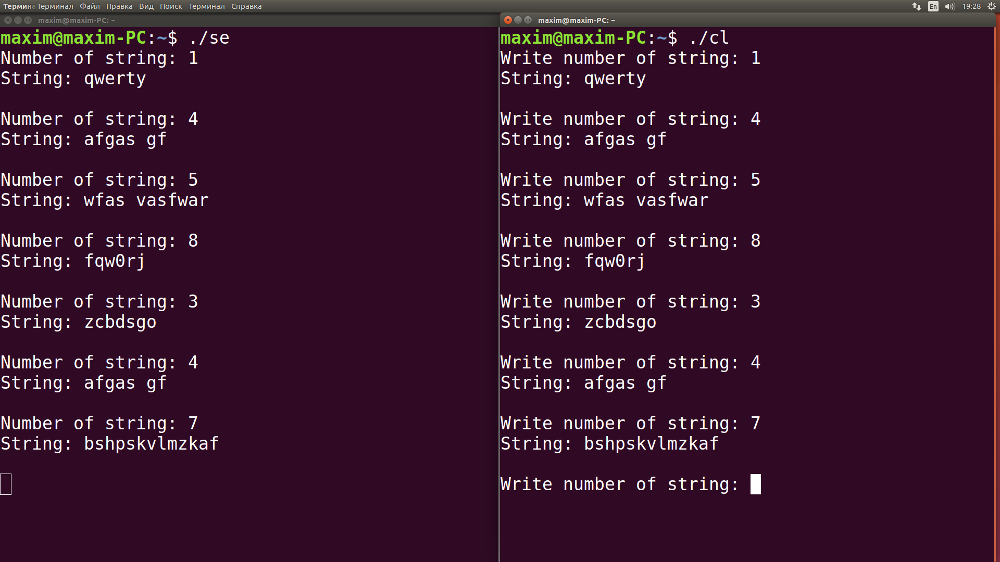 Термина Терминал Файл Правка Вид Поиск Терминал Справка En 19:28
maxim@maxim-PC: ~
maxim@maxim-PC:~$ ./se
Number of string: 1
String: qwerty
Number of string: 4
String: afgas gf
Number of string: 5
String: wfas vasfwar
Number of string: 8
String: fqw0rj
Number of string: 3
String: zcbdsgo
Number of string: 4
String: afgas gf
Number of string: 7
String: bshpskvlmzkaf
maxim@maxim-PC: ~
maxim@maxim-PC:~$ ./cl
Write number of string: 1
String: qwerty
Write number of string: 4
String: afgas gf
Write number of string: 5
String: wfas vasfwar
Write number of string: 8
String: fqw0rj
Write number of string: 3
String: zcbdsgo
Write number of string: 4
String: afgas gf
Write number of string: 7
String: bshpskvlmzkaf
Write number of string: